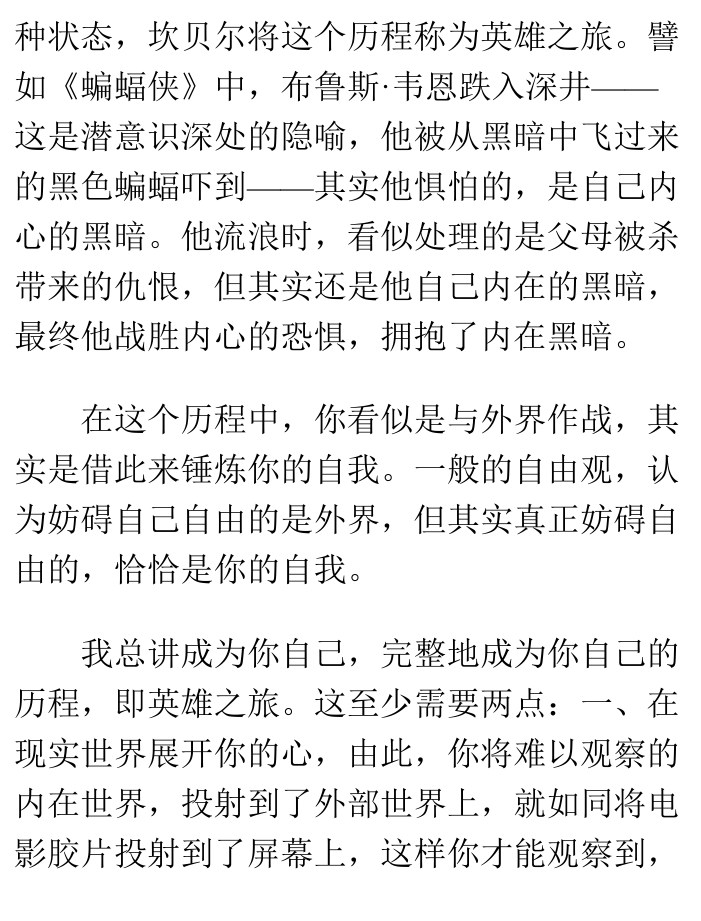 种状态，坎贝尔将这个历程称为英雄之旅。譬
如《蝙蝠侠》中，布鲁斯·韦恩跌入深井——
这是潜意识深处的隐喻，他被从黑暗中飞过来
的黑色蝙蝠吓到——其实他惧怕的，是自己内
心的黑暗。他流浪时，看似处理的是父母被杀
带来的仇恨，但其实还是他自己内在的黑暗，
最终他战胜内心的恐惧，拥抱了内在黑暗。
在这个历程中，你看似是与外界作战，其
实是借此来锤炼你的自我。一般的自由观，认
为妨碍自己自由的是外界，但其实真正妨碍自
由的，恰恰是你的自我。
我总讲成为你自己，完整地成为你自己的
历程，即英雄之旅。这至少需要两点：一、在
现实世界展开你的心，由此，你将难以观察的
内在世界，投射到了外部世界上，就如同将电
影胶片投射到了屏幕上，这样你才能观察到，